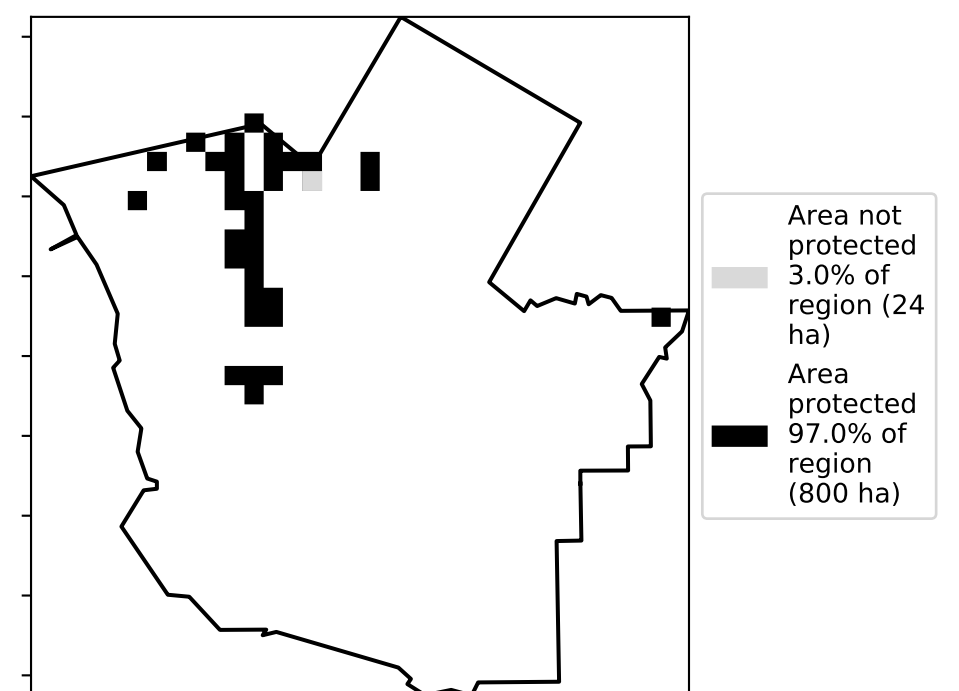 Area not
protected
3.0% of
region (24
ha)
Area
protected
97.0% of
region
(800 ha)